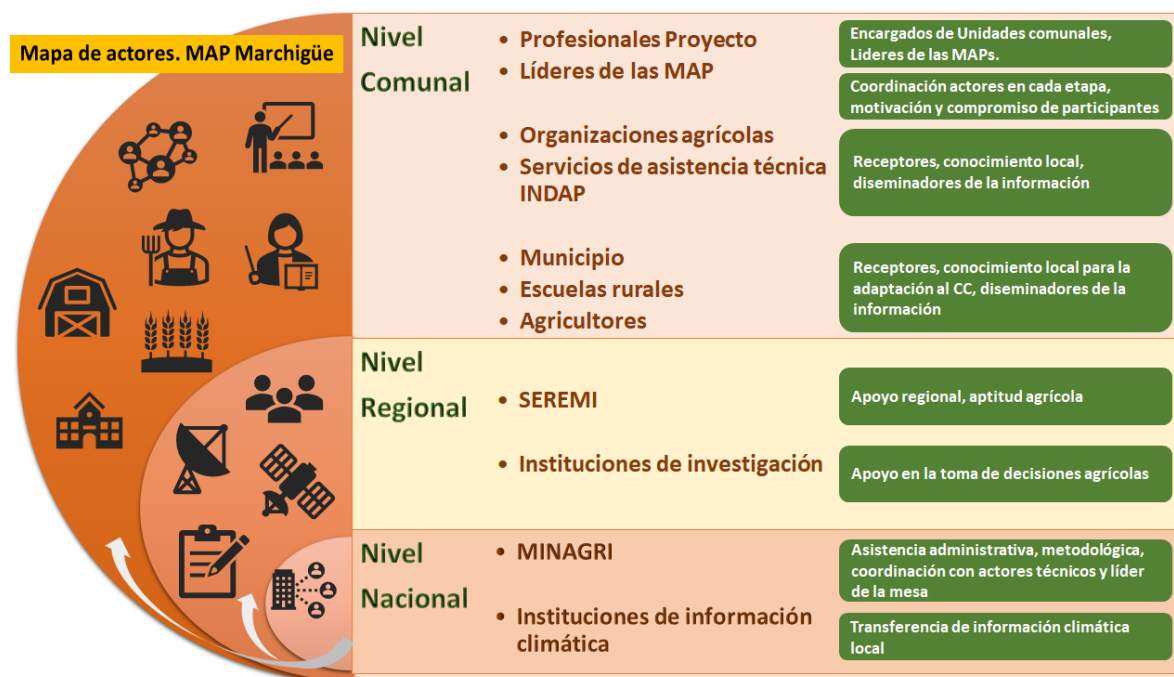 Mapa de actores. MAP Marchigüe
Nivel
Comunal
• Profesionales Proyecto
• Líderes de las MAP
• Organizaciones agrícolas
• Servicios de asistencia técnica
INDAP
• Municipio
• Escuelas rurales
• Agricultores
Encargados de Unidades comunales,
Lideres de las MAPs.
Coordinación actores en cada etapa,
motivación y compromiso de participantes
Receptores, conocimiento local,
diseminadores de la información
Receptores, conocimiento local para la
adaptación al CC, diseminadores de la
información
Nivel
Regional
• SEREMI
• Instituciones de investigación
Apoyo regional, aptitud agrícola
Apoyo en la toma de decisiones agrícolas
Nivel
Nacional
• MINAGRI
• Instituciones de información
climática
Asistencia administrativa, metodológica,
coordinación con actores técnicos y líder
de la mesa
Transferencia de información climática
local